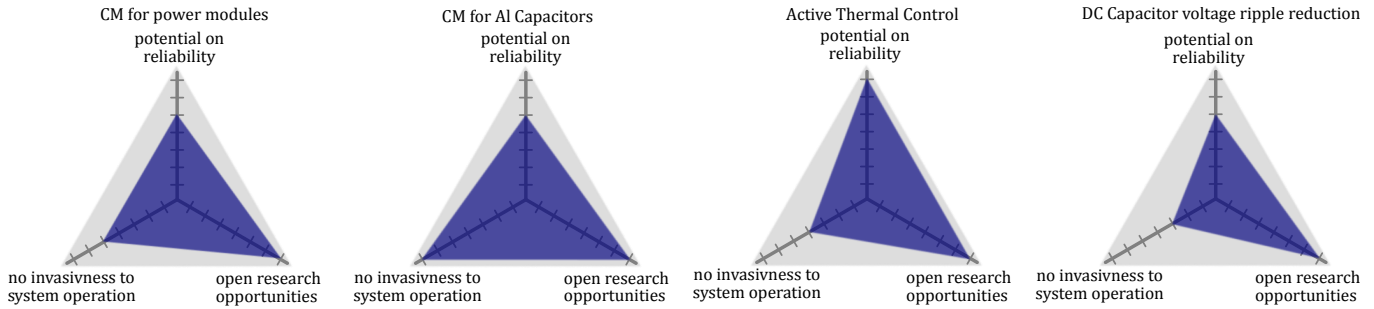 CM for power modules
potential on
reliability
no invasivness to
system operation
open research
opportunities
CM for Al Capacitors
potential on
reliability
no invasivness to
system operation
open research
opportunities
Active Thermal Control
potential on
reliability
no invasivness to
system operation
open research
opportunities
DC Capacitor voltage ripple reduction
potential on
reliability
no invasivness to
system operation
open research
opportunities